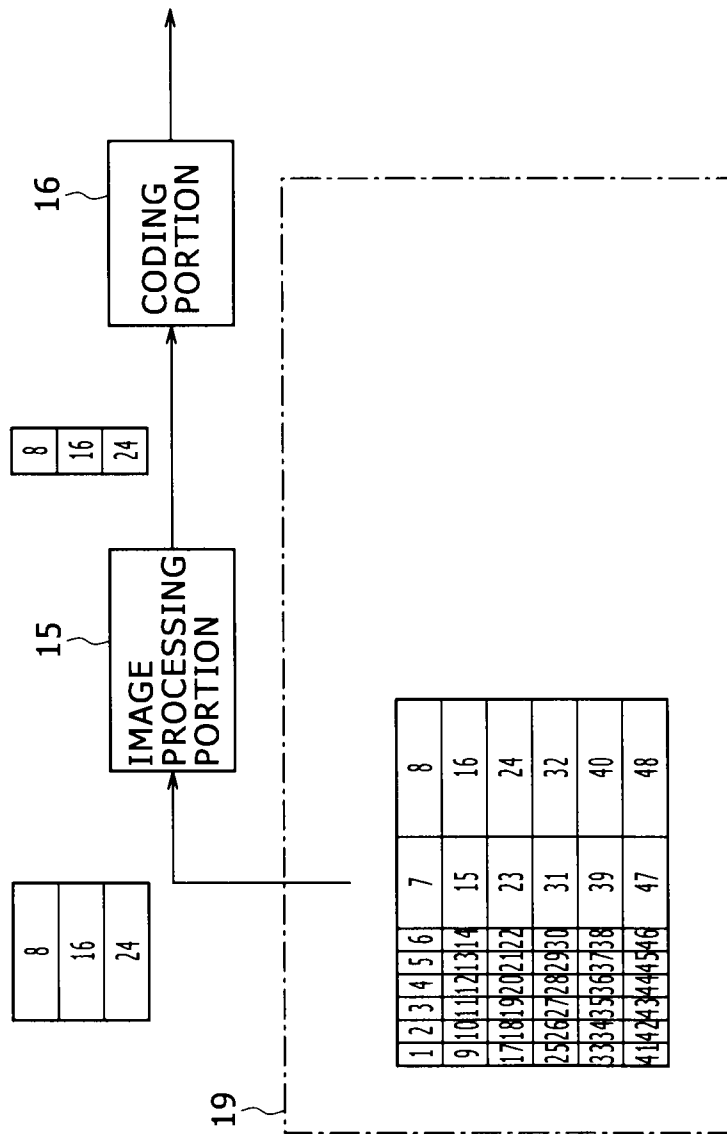 8
16
24
15
IMAGE
PROCESSING
PORTION
8
16
24
16
CODING
PORTION
19
1 2 3 4 5 6 7 8
9 10 11 12 13 14 15 16
17 18 19 20 21 22 23 24
25 26 27 28 29 30 31 32
33 34 35 36 37 38 39 40
41 42 43 44 45 46 47 48